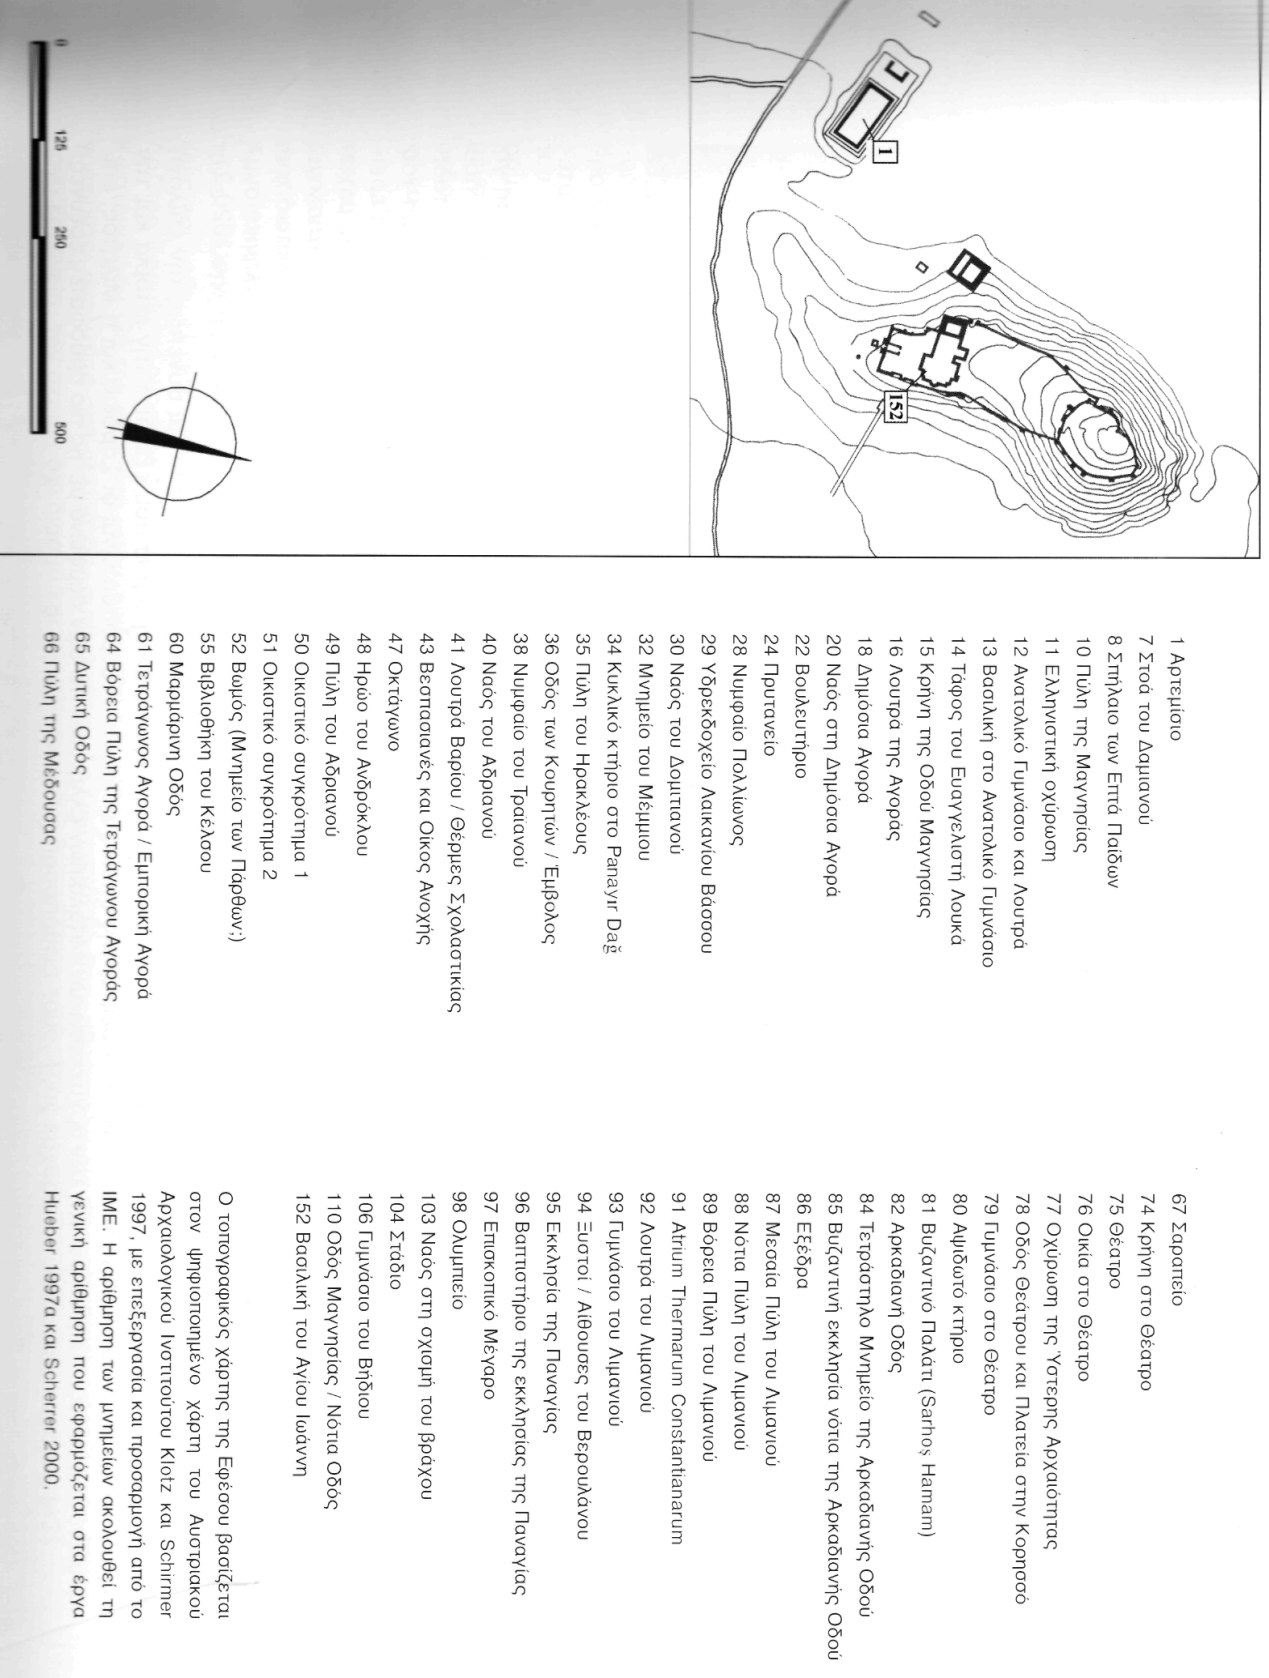 1
152
0
125
250
500
1 Αρτεμίσιο
7 Στοά του Δαμιανού
8 Σπήλαιο των Επτά Παίδων
10 Πύλη της Μαγνησίας
11 Ελληνιστική οχύρωση
12 Ανατολικό Γυμνάσιο και Λουτρά
13 Βασιλική στο Ανατολικό Γυμνάσιο
14 Τάφος του Ευαγγελιστή Λουκά
15 Κρήνη της Οδού Μαγνησίας
16 Λουτρά της Αγοράς
18 Δημόσια Αγορά
20 Ναός στη Δημόσια Αγορά
22 Βουλευτήριο
24 Πρυτανείο
28 Νυμφαίο Πολλίωνος
29 Υδρεκδοχείο Λαικανίου Βάσσου
30 Ναός του Δομιτιανού
32 Μνημείο του Μέμμιου
34 Κυκλικό κτήριο στο Panayır Dağ
35 Πύλη του Ηρακλέους
36 Οδός των Κουρητών / Έμβολος
38 Νυμφαίο του Τραϊανού
40 Ναός του Αδριανού
41 Λουτρά Βαρίου / Θέρμες Σχολαστικίας
43 Βεσπασιανές και Οίκος Ανοχής
47 Οκτάγωνο
48 Ηρώο του Ανδρόκλου
49 Πύλη του Αδριανού
50 Οικιστικό συγκρότημα 1
51 Οικιστικό συγκρότημα 2
52 Βωμός (Μνημείο των Πάρθων;)
55 Βιβλιοθήκη του Κέλσου
60 Μαρμάρινη Οδός
61 Τετράγωνος Αγορά / Εμπορική Αγορά
64 Βόρεια Πύλη της Τετράγωνου Αγοράς
65 Δυτική Οδός
66 Πύλη της Μέδουσας
67 Σαραπείο
74 Κρήνη στο Θέατρο
75 Θέατρο
76 Οικία στο Θέατρο
77 Οχύρωση της Ύστερης Αρχαιότητας
78 Οδός Θεάτρου και Πλατεία στην Κορησσό
79 Γυμνάσιο στο Θέατρο
80 Αψιδωτό κτήριο
81 Βυζαντινό Παλάτι (Sarhoş Hamam)
82 Αρκαδιανή Οδός
84 Τετράστηλο Μνημείο της Αρκαδιανής Οδού
85 Βυζαντινή εκκλησία νότια της Αρκαδιανής Οδού
86 Εξέδρα
87 Μεσαία Πύλη του Λιμανιού
88 Νότια Πύλη του Λιμανιού
89 Βόρεια Πύλη του Λιμανιού
91 Atrium Thermarum Constantianarum
92 Λουτρά του Λιμανιού
93 Γυμνάσιο του Λιμανιού
94 Ξυστοί / Αίθουσες του Βερουλάνου
95 Εκκλησία της Παναγίας
96 Βαπτιστήριο της εκκλησίας της Παναγίας
97 Επισκοπικό Μέγαρο
98 Ολυμπιείο
103 Ναός στη σχισμή του βράχου
104 Στάδιο
106 Γυμνάσιο του Βήδιου
110 Οδός Μαγνησίας / Νότια Οδός
152 Βασιλική του Αγίου Ιωάννη
Ο τοπογραφικός χάρτης της Εφέσου βασίζεται
στον ψηφιοποιημένο χάρτη του Αυστριακού
Αρχαιολογικού Ινστιτούτου Klotz και Schirmer
1997, με επεξεργασία και προσαρμογή από το
ΙΜΕ. Η αρίθμηση των μνημείων ακολουθεί τη
γενική αρίθμηση που εφαρμόζεται στα έργα
Hueber 1997a και Scherrer 2000.